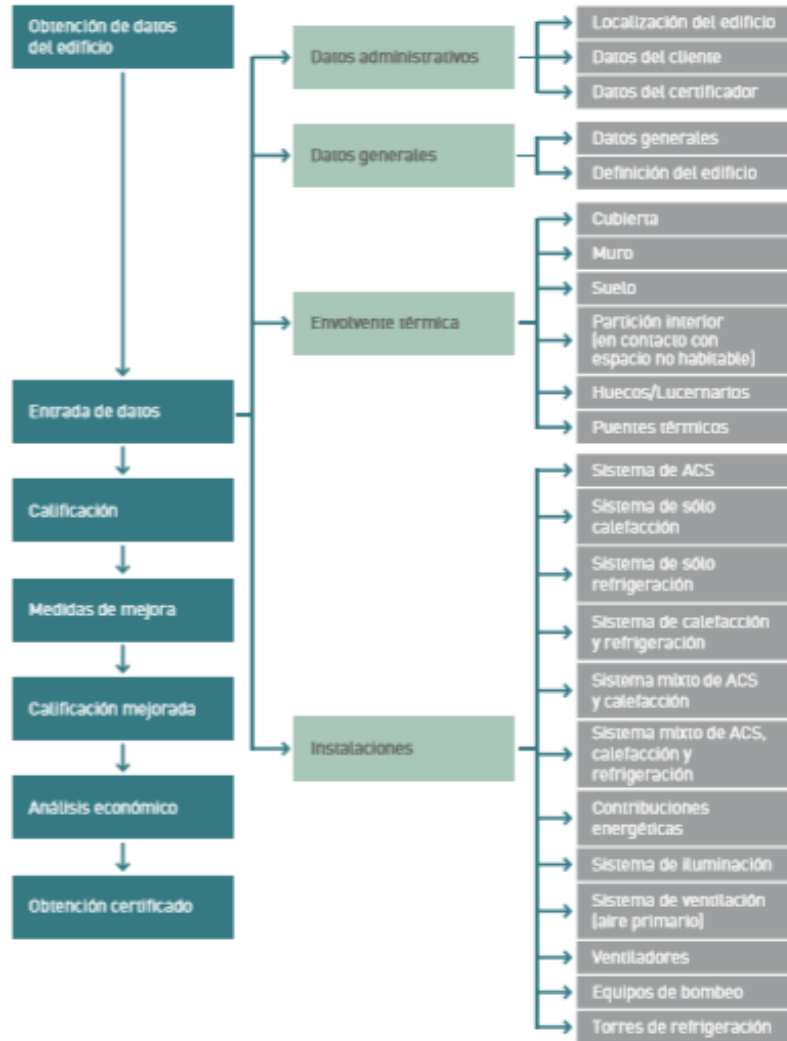 Obtención de datos
del edificio
Entrada de datos
Calificación
Medidas de mejora
Calificación mejorada
Análisis económico
Obtención certificado
Datos administrativos
Localización del edificio
Datos del cliente
Datos del certificador
Datos generales
Datos generales
Definición del edificio
Envolvente térmica
Cubierta
Muro
Suelo
Partición interior
(en contacto con
espacio no habitable)
Huecos/Lucernarios
Puentes térmicos
Instalaciones
Sistema de ACS
Sistema de sólo
calefacción
Sistema de sólo
refrigeración
Sistema de calefacción
y refrigeración
Sistema mixto de ACS
y calefacción
Sistema mixto de ACS,
calefacción y
refrigeración
Contribuciones
energéticas
Sistema de iluminación
Sistema de ventilación
(aire primario)
Ventiladores
Equipos de bombeo
Torres de refrigeración